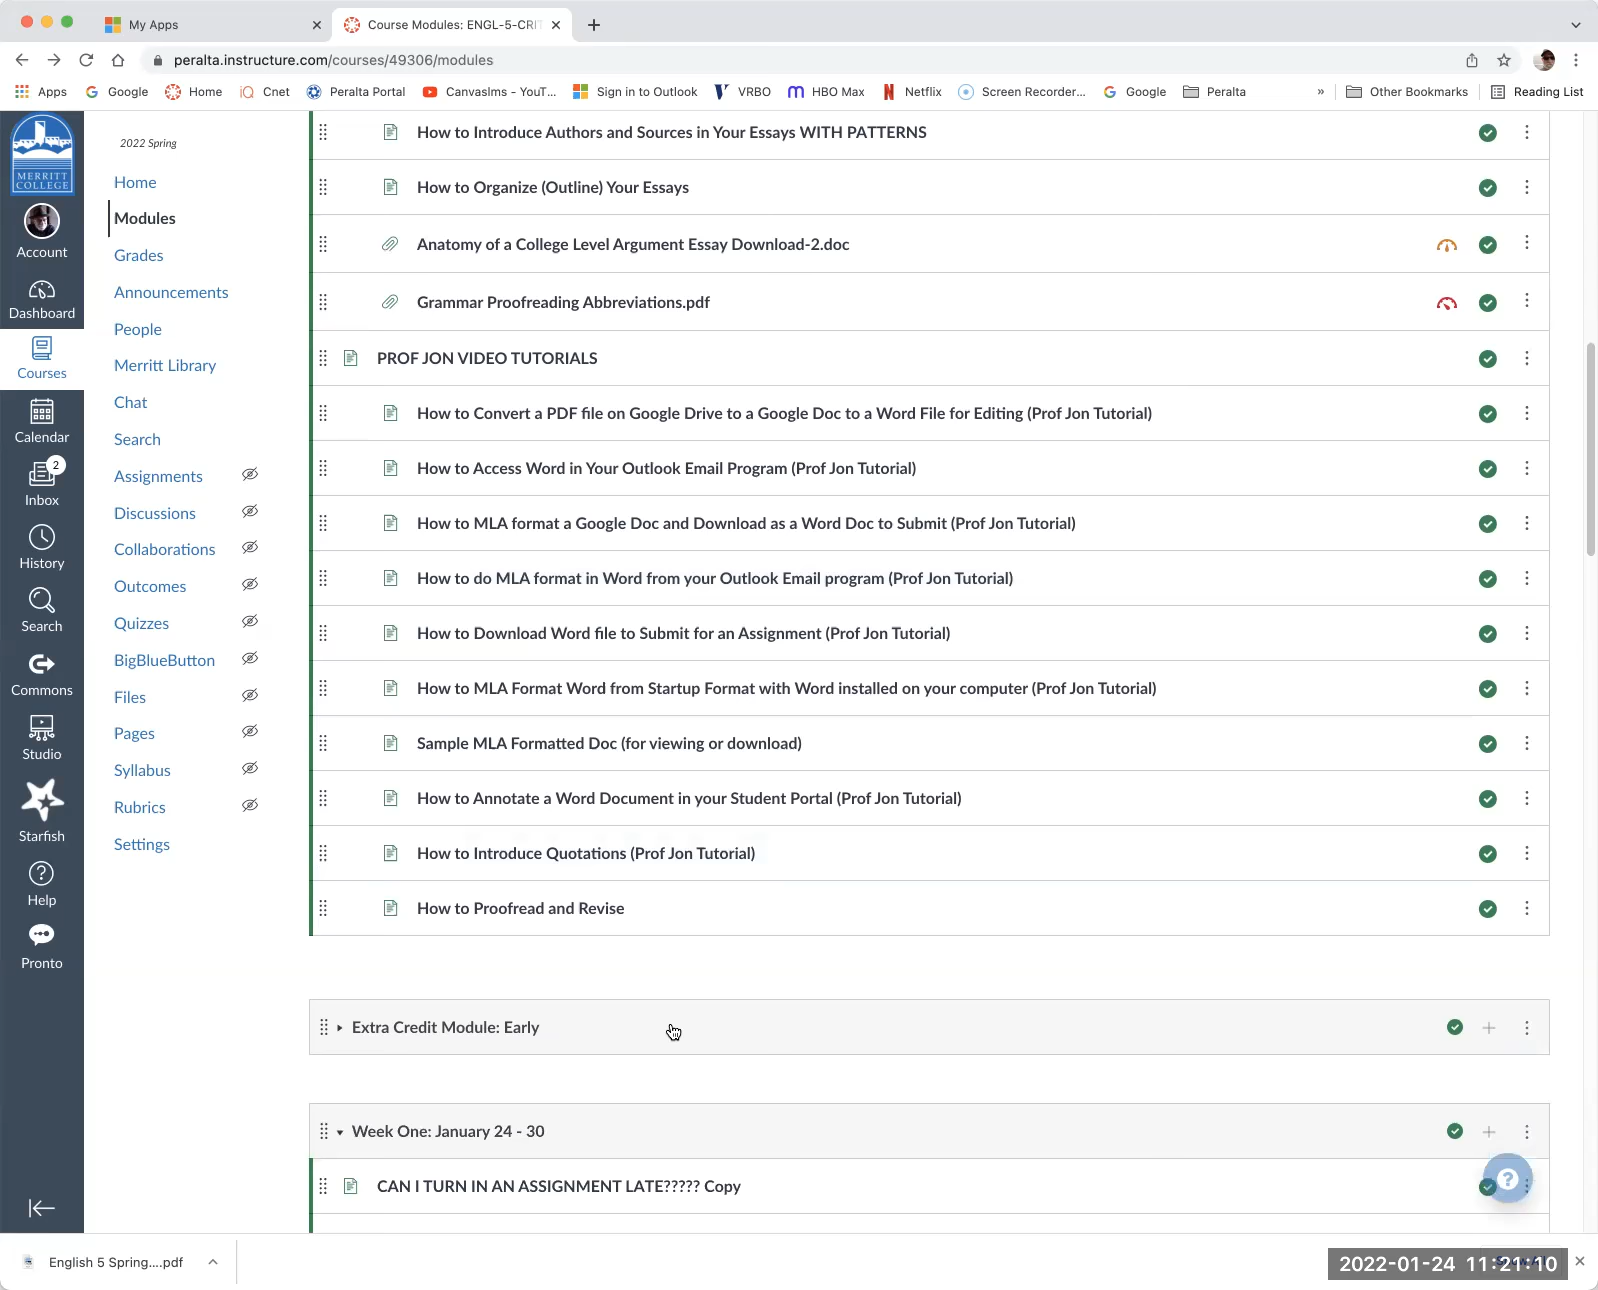 My Apps
Course Modules: ENGL-5-CRIT
peralta.instructure.com/courses/49306/modules
Apps Google Home Cnet Peralta Portal Canvaslms - YouT... Sign in to Outlook VRBO HBO Max Netflix Screen Recorder... Google Peralta » Other Bookmarks Reading List
MERRITT
COLLEGE
Account
Dashboard
Courses
Calendar
2
Inbox
History
Search
Commons
Studio
Starfish
Help
Pronto
2022 Spring
Home
Modules
Grades
Announcements
People
Merritt Library
Chat
Search
Assignments
Discussions
Collaborations
Outcomes
Quizzes
BigBlueButton
Files
Pages
Syllabus
Rubrics
Settings
How to Introduce Authors and Sources in Your Essays WITH PATTERNS
How to Organize (Outline) Your Essays
Anatomy of a College Level Argument Essay Download-2.doc
Grammar Proofreading Abbreviations.pdf
PROF JON VIDEO TUTORIALS
How to Convert a PDF file on Google Drive to a Google Doc to a Word File for Editing (Prof Jon Tutorial)
How to Access Word in Your Outlook Email Program (Prof Jon Tutorial)
How to MLA format a Google Doc and Download as a Word Doc to Submit (Prof Jon Tutorial)
How to do MLA format in Word from your Outlook Email program (Prof Jon Tutorial)
How to Download Word file to Submit for an Assignment (Prof Jon Tutorial)
How to MLA Format Word from Startup Format with Word installed on your computer (Prof Jon Tutorial)
Sample MLA Formatted Doc (for viewing or download)
How to Annotate a Word Document in your Student Portal (Prof Jon Tutorial)
How to Introduce Quotations (Prof Jon Tutorial)
How to Proofread and Revise
Extra Credit Module: Early
Week One: January 24 - 30
CAN I TURN IN AN ASSIGNMENT LATE????? Copy
English 5 Spring....pdf
2022-01-24 11:21:10